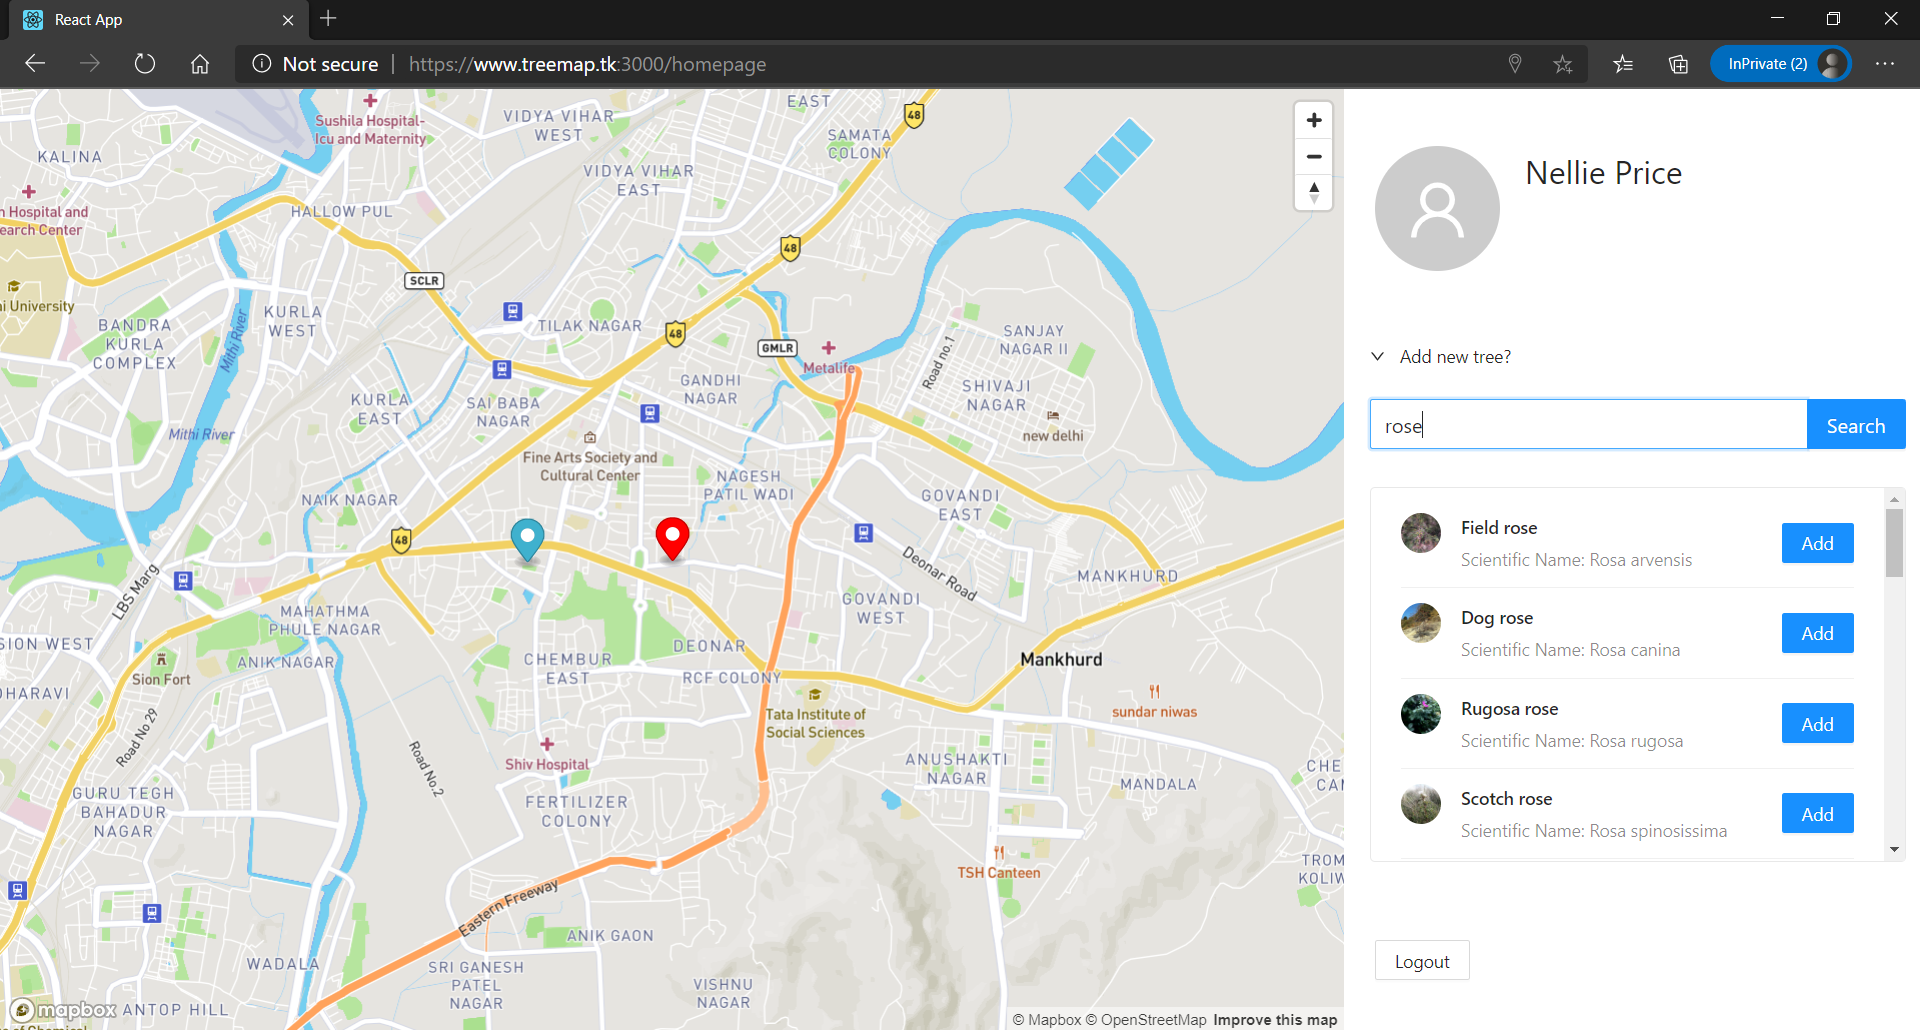 React App
Not secure
https://www.treemap.tk:3000/homepage
InPrivate (2)
EAST
Sushila Hospital-
Icu and Maternity
VIDYA VIHAR
WEST
48
SAMATA
COLONY
KALINA
VIDYA VIHAR
EAST
HALLOW PUL
Hospital and
earch Center
48
SCLR
i University
BANDRA
KURLA
COMPLEX
KURLA
WEST
Mithi River
TILAK NAGAR
48
GMLR
Metalife
Road no. 1
SANJAY
NAGAR II
GANDHI
NAGAR
SHIVAJI
NAGAR
KURLA
EAST
SAI BABA
NAGAR
Mithi River
new delhi
Fine Arts Society and
Cultural Center
NAGESH
PATIL WADI
NAIK NAGAR
GOVANDI
EAST
48
LBS Marg
Deonar Road
MANKHURD
MAHATHMA
PHULE NAGAR
GOVANDI
WEST
SION WEST
ANIK NAGAR
DEONAR
CHEMBUR
EAST
RCF COLONY
Mankhurd
Sion Fort
DHARAVI
Road No 29
Tata Institute of
Social Sciences
sundar niwas
Road No.2
Shiv Hospital
ANUSHAKTI
NAGAR
MANDALA
CHE
CAN
GURU TEGH
BAHADUR
NAGAR
FERTILIZER
COLONY
TSH Canteen
TROM
KOLIW
Eastern Freeway
ANIK GAON
WADALA
SRI GANESH
PATEL
NAGAR
VISHNU
NAGAR
mapbox
ANTOP HILL
of Chemical
© Mapbox © OpenStreetMap Improve this map
Nellie Price
Add new tree?
rose
Search
Field rose
Scientific Name: Rosa arvensis
Add
Dog rose
Scientific Name: Rosa canina
Add
Rugosa rose
Scientific Name: Rosa rugosa
Add
Scotch rose
Scientific Name: Rosa spinosissima
Add
Logout